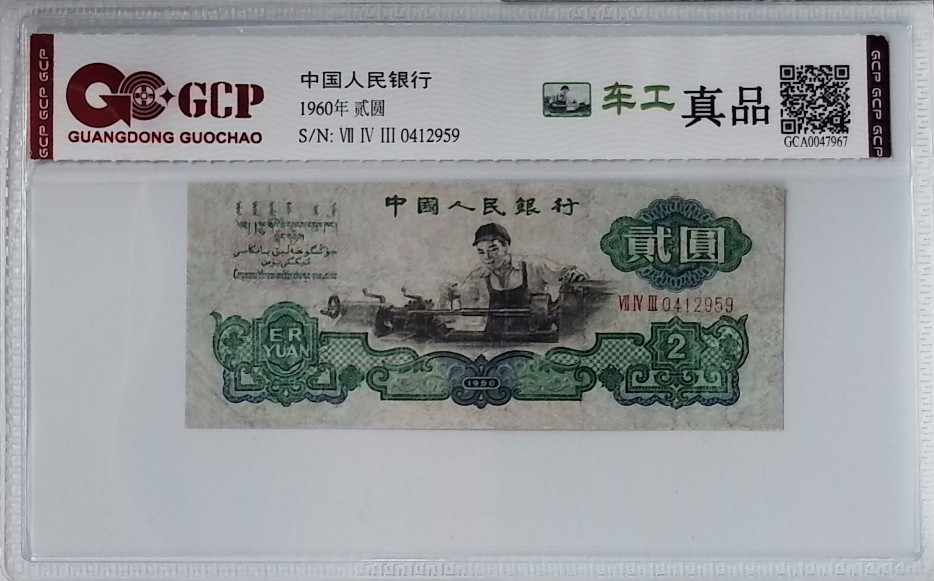 GCP GCP GCP
GCP
GUANGDONG GUOCHAO
中国人民银行
1960年 贰圆
S/N: Ⅶ Ⅳ Ⅲ 0412959
车工 真品
GCA0047967
GCP GCP GCP
中國人民銀行
貳圓
Ⅶ Ⅳ Ⅲ 0412959
ER
YUAN
1960
2